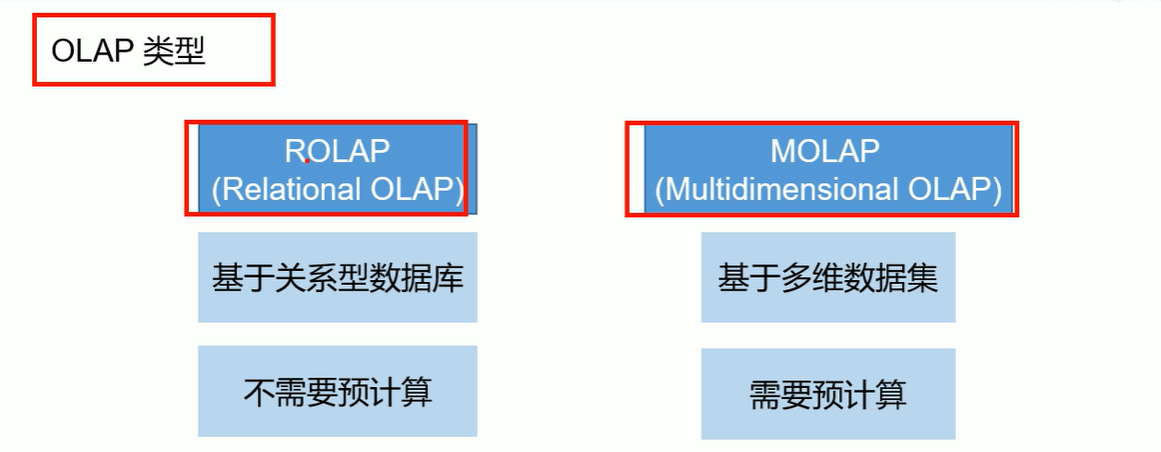 OLAP 类型
ROLAP
(Relational OLAP)
基于关系型数据库
不需要预计算
MOLAP
(Multidimensional OLAP)
基于多维数据集
需要预计算